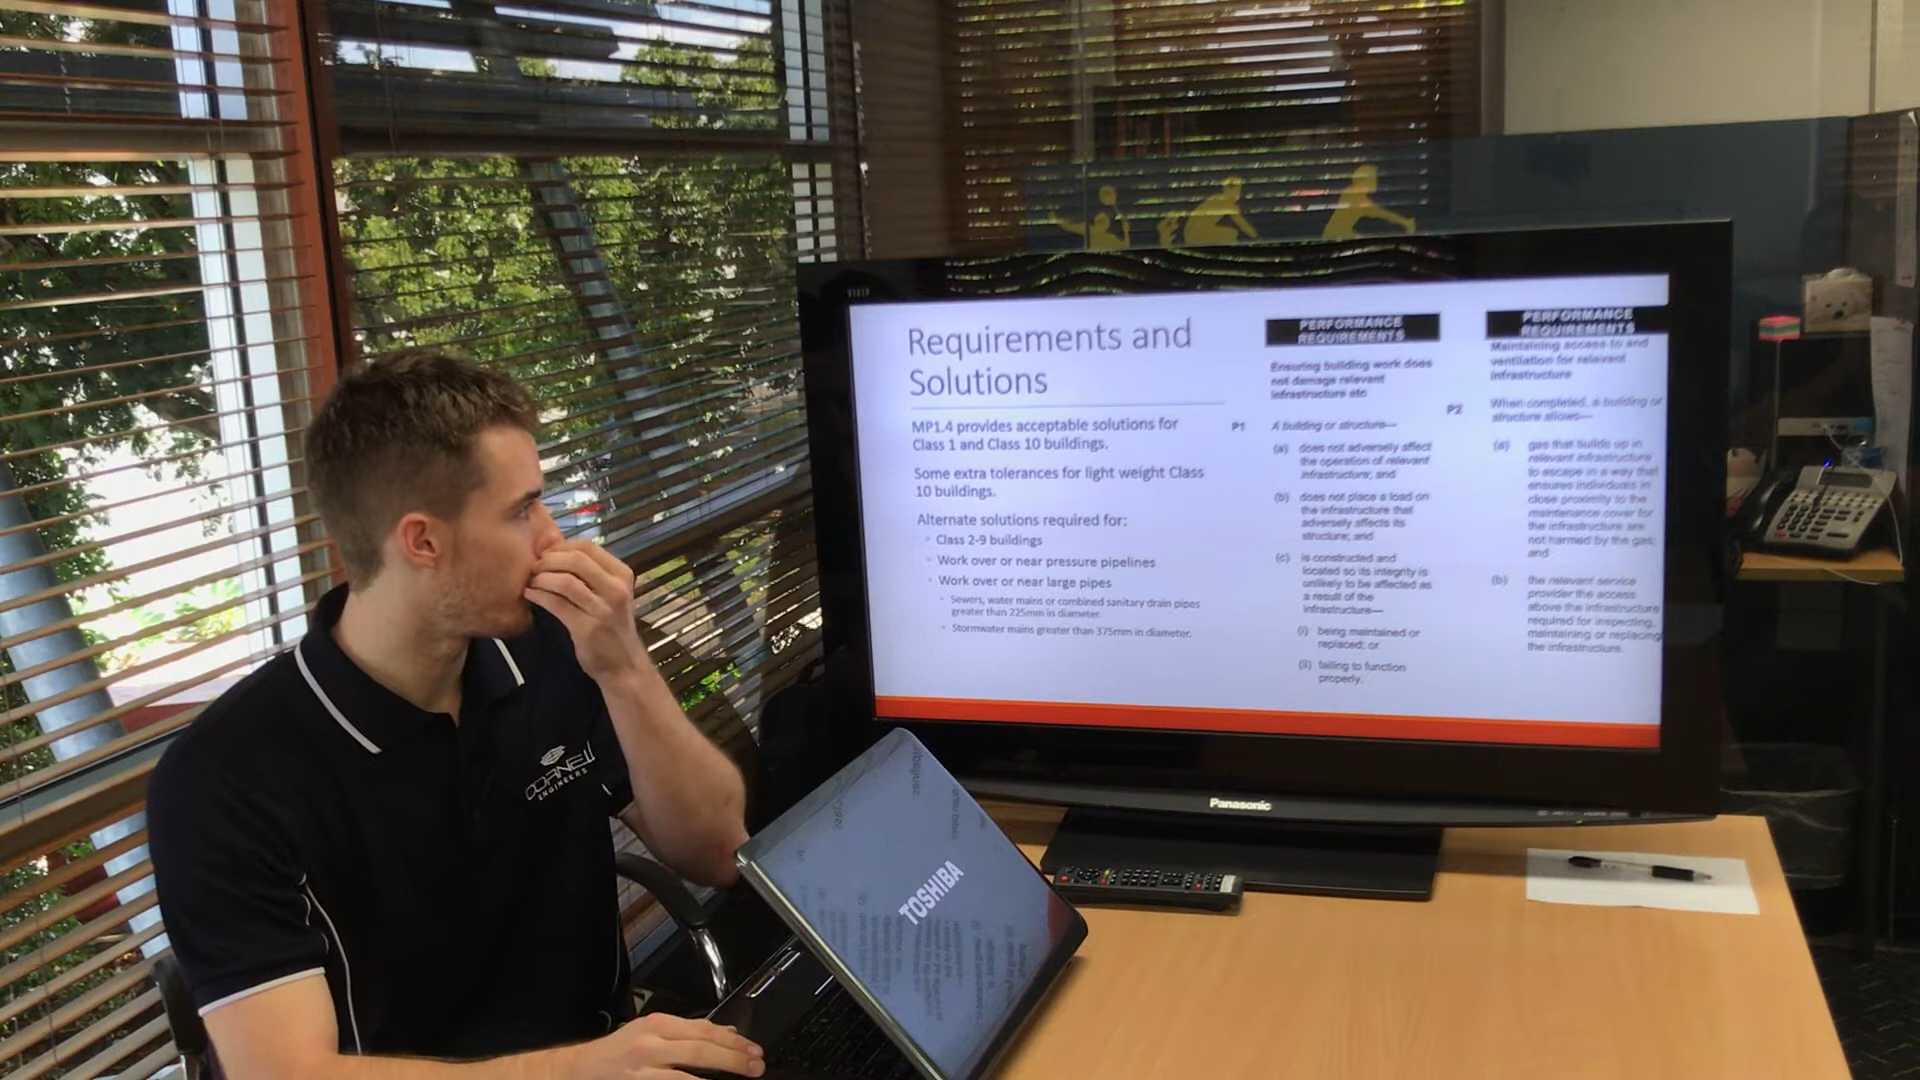 Requirements and
Solutions
MP1.4 provides acceptable solutions for
Class 1 and Class 10 buildings.
Some extra tolerances for light weight Class
10 buildings.
Alternate solutions required for:
Class 2-9 buildings
Work over or near pressure pipelines
Work over or near large pipes
Sewers, water mains or combined sanitary drain pipes
greater than 225mm in diameter.
Stormwater mains greater than 375mm in diameter.
PERFORMANCE
REQUIREMENTS
Ensuring building work does
not damage relevant
infrastructure etc
P1 A building or structure—
(a) does not adversely affect
the operation of relevant
infrastructure; and
(b) does not place a load on
the infrastructure that
adversely affects its
structure; and
(c) is constructed and
located so its integrity is
unlikely to be affected as
a result of the
infrastructure—
(i) being maintained or
replaced; or
(ii) failing to function
properly.
PERFORMANCE
REQUIREMENTS
Maintaining access to and
ventilation for relevant
infrastructure
P2 When completed, a building or
structure allows—
(a) gas that builds up in
relevant infrastructure
to escape in a way that
ensures individuals in
close proximity to the
maintenance cover for
the infrastructure are
not harmed by the gas;
and
(b) the relevant service
provider the access
above the infrastructure
required for inspecting,
maintaining or replacing
the infrastructure.
Panasonic
CORNELL
ENGINEERS
TOSHIBA